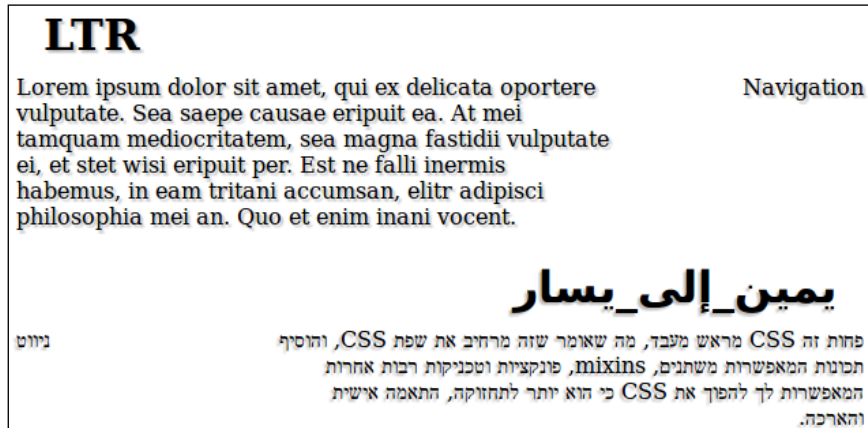 LTR
Lorem ipsum dolor sit amet, qui ex delicata oportere
vulputate. Sea saepe causae eripuit ea. At mei
tamquam mediocritatem, sea magna fastidii vulputate
ei, et stet wisi eripuit per. Est ne falli inermis
habemus, in eam tritani accumsan, elitr adipisci
philosophia mei an. Quo et enim inani vocent.
Navigation
يمين_إلى_يسار
פחות זה CSS מראש מעבד, מה שאומר שזה מרחיב את שפת CSS, והוסיף
תכונות המאפשרות משתנים, mixins, פונקציות וטכניקות רבות אחרות
המאפשרות לך להפוך את CSS כי הוא יותר לתחזוקה, התאמה אישית
והארכה.
ניווט